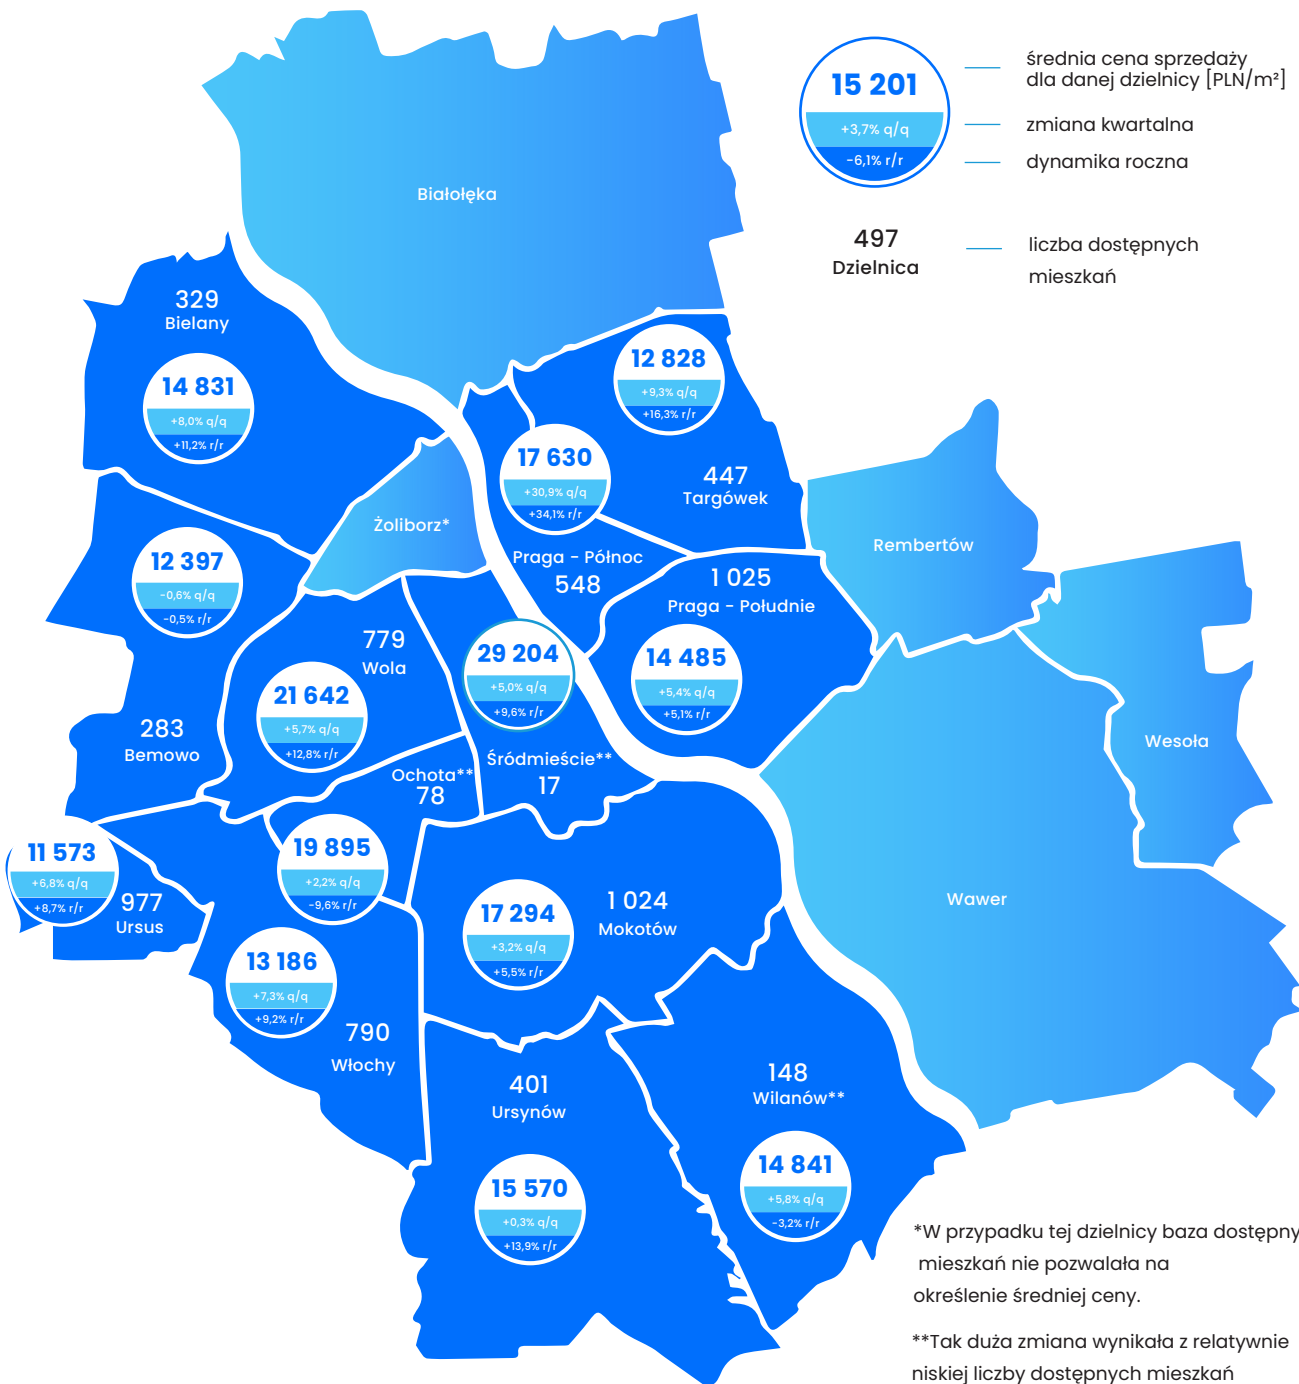 15 201
+3,7% q/q
-6,1% r/r
średnia cena sprzedaży
dla danej dzielnicy [PLN/m²]
zmiana kwartalna
dynamika roczna
497
Dzielnica
liczba dostępnych
mieszkań
Białołęka
329
Bielany
14 831
+8,0% q/q
+11,2% r/r
12 828
+9,3% q/q
+16,3% r/r
447
Targówek
17 630
+30,9% q/q
+34,1% r/r
Praga - Północ
548
Żoliborz*
Rembertów
12 397
-0,6% q/q
-0,5% r/r
283
Bemowo
1 025
Praga - Południe
14 485
+5,4% q/q
+5,1% r/r
779
Wola
21 642
+5,7% q/q
+12,8% r/r
29 204
+5,0% q/q
+9,6% r/r
Śródmieście**
17
Wesoła
Ochota**
78
19 895
+2,2% q/q
-9,6% r/r
11 573
+6,8% q/q
+8,7% r/r
977
Ursus
1 024
Mokotów
17 294
+3,2% q/q
+5,5% r/r
Wawer
13 186
+7,3% q/q
+9,2% r/r
790
Włochy
401
Ursynów
15 570
+0,3% q/q
+13,9% r/r
148
Wilanów**
14 841
+5,8% q/q
-3,2% r/r
*W przypadku tej dzielnicy baza dostępny
mieszkań nie pozwalała na
określenie średniej ceny.
**Tak duża zmiana wynikała z relatywnie
niskiej liczby dostępnych mieszkań